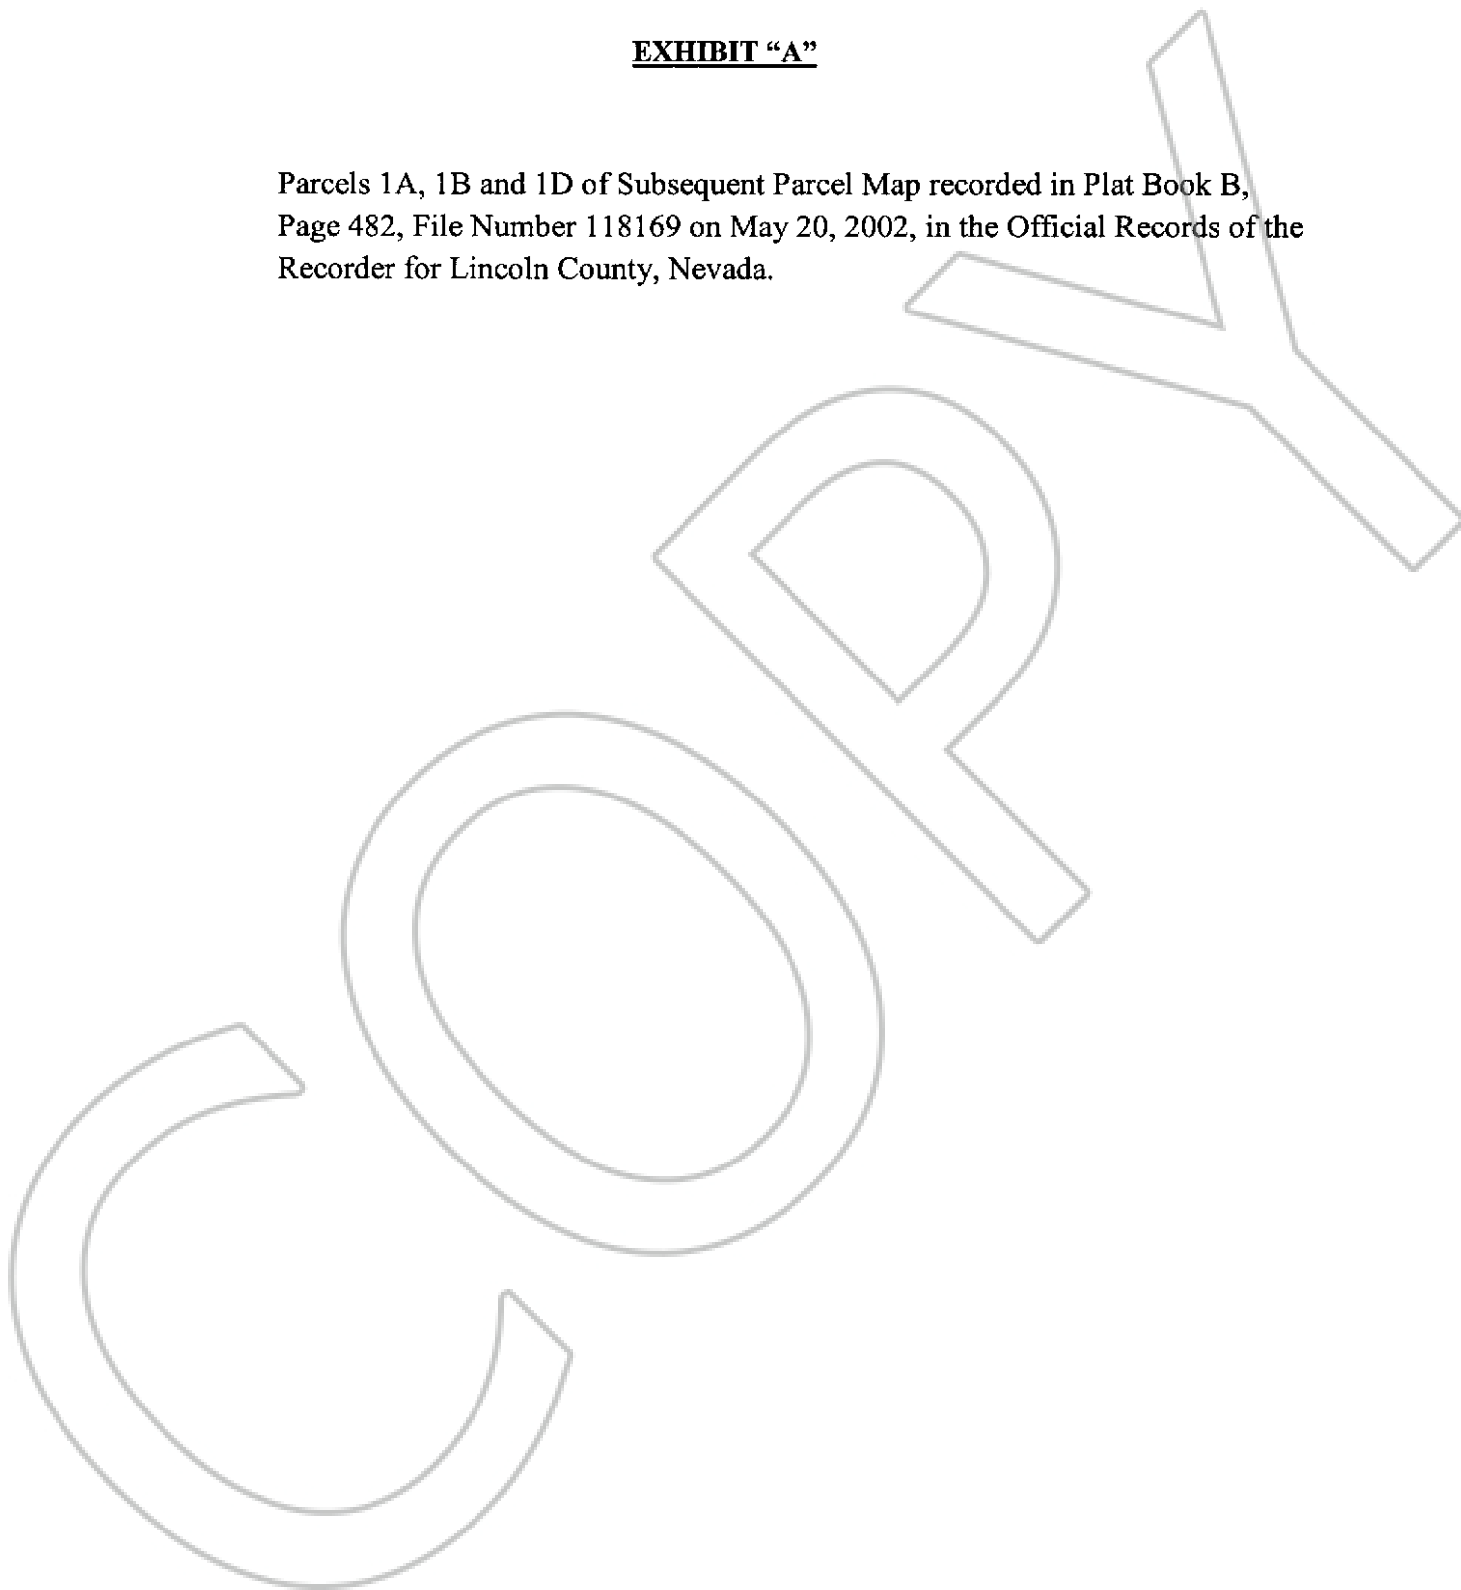 EXHIBIT “A”
Parcels 1A, 1B and 1D of Subsequent Parcel Map recorded in Plat Book B,
Page 482, File Number 118169 on May 20, 2002, in the Official Records of the
Recorder for Lincoln County, Nevada.
COPY